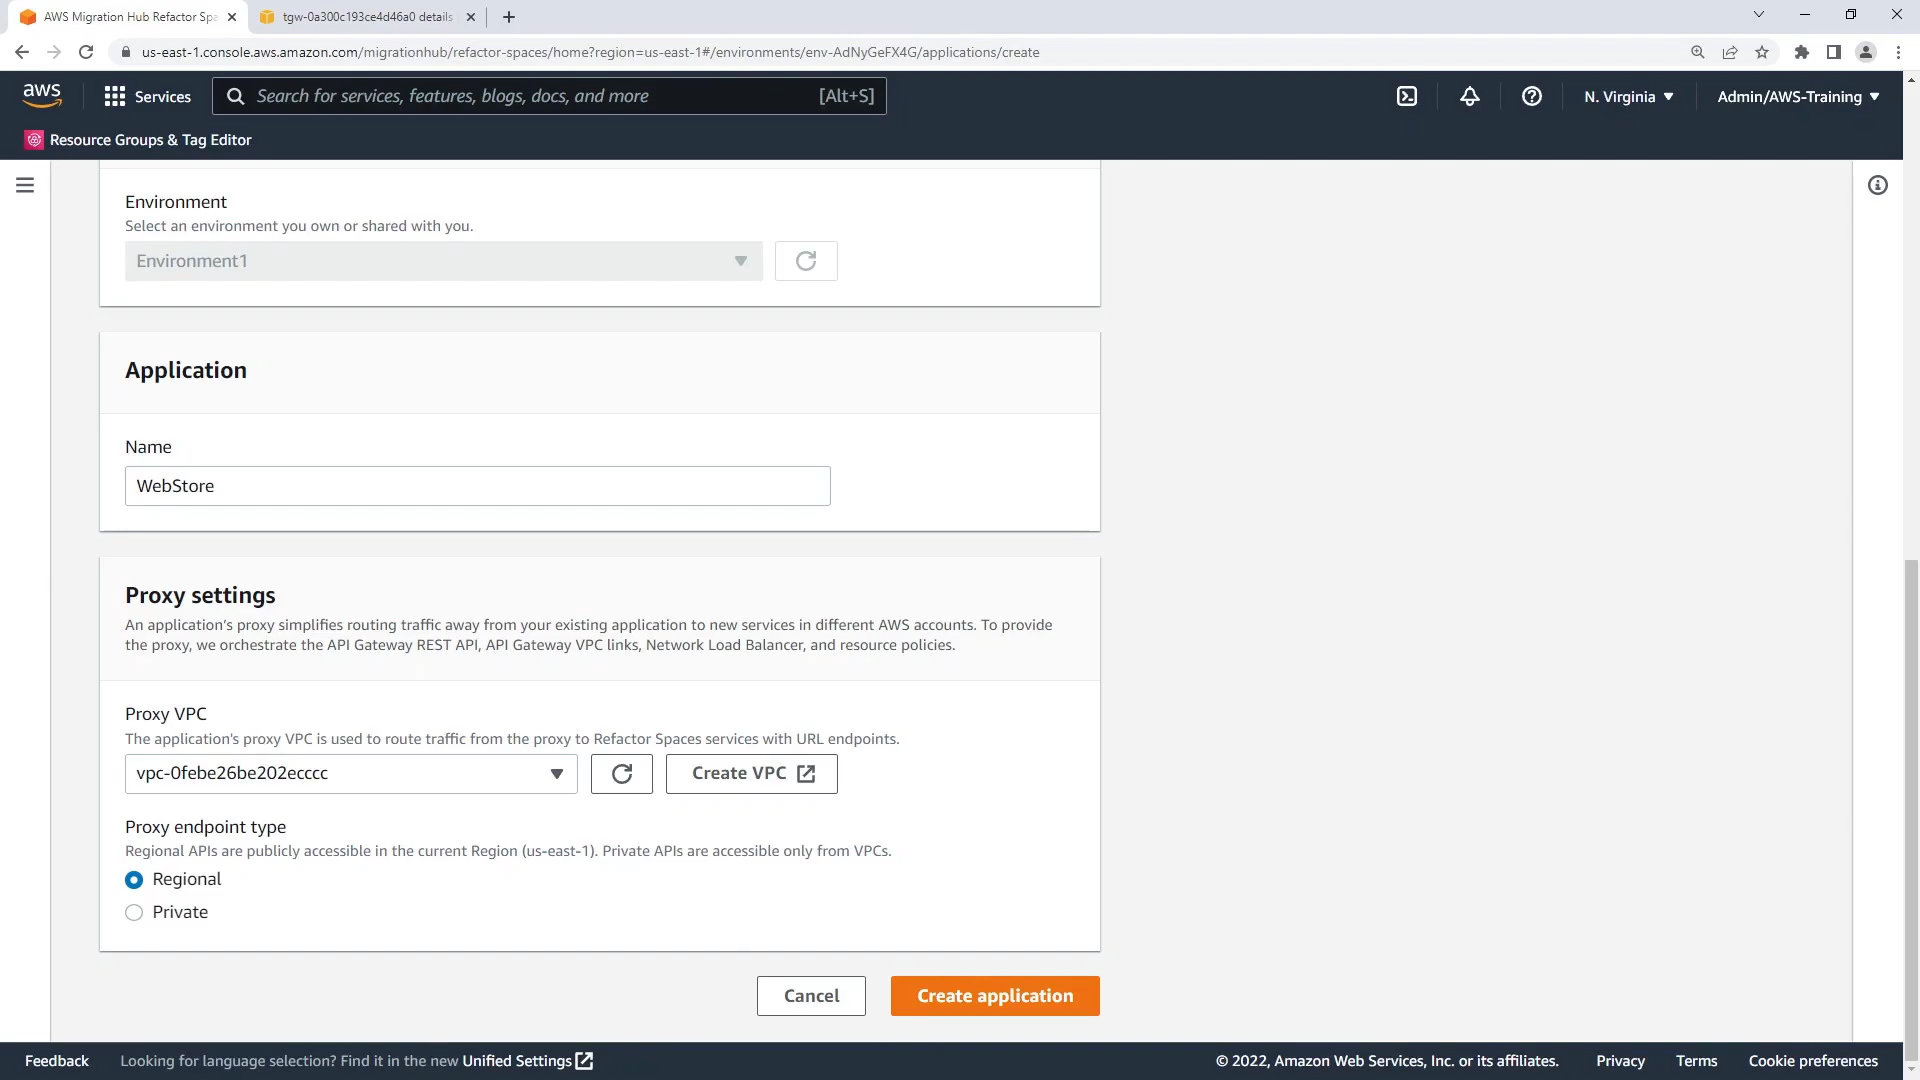 AWS Migration Hub Refactor Spa
tgw-0a300c193ce4d46a0 details
us-east-1.console.aws.amazon.com/migrationhub/refactor-spaces/home?region=us-east-1#/environments/env-AdNyGeFX4G/applications/create
aws
Services
Search for services, features, blogs, docs, and more
[Alt+S]
N. Virginia
Admin/AWS-Training
Resource Groups & Tag Editor
Environment
Select an environment you own or shared with you.
Environment1
Application
Name
WebStore
Proxy settings
An application's proxy simplifies routing traffic away from your existing application to new services in different AWS accounts. To provide
the proxy, we orchestrate the API Gateway REST API, API Gateway VPC links, Network Load Balancer, and resource policies.
Proxy VPC
The application's proxy VPC is used to route traffic from the proxy to Refactor Spaces services with URL endpoints.
vpc-0febe26be202ecccc
Create VPC
Proxy endpoint type
Regional APIs are publicly accessible in the current Region (us-east-1). Private APIs are accessible only from VPCs.
Regional
Private
Cancel
Create application
Feedback
Looking for language selection? Find it in the new Unified Settings
© 2022, Amazon Web Services, Inc. or its affiliates.
Privacy
Terms
Cookie preferences